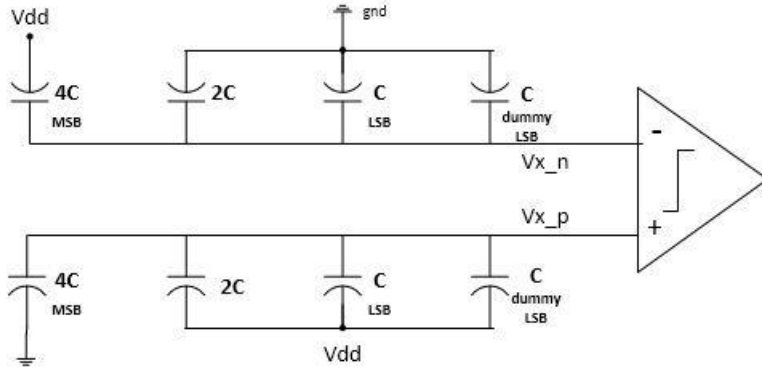 Vdd
gnd
4C
MSB
2C
C
LSB
C
dummy
LSB
Vx_n
-
Vx_p
+
4C
MSB
2C
C
LSB
C
dummy
LSB
Vdd